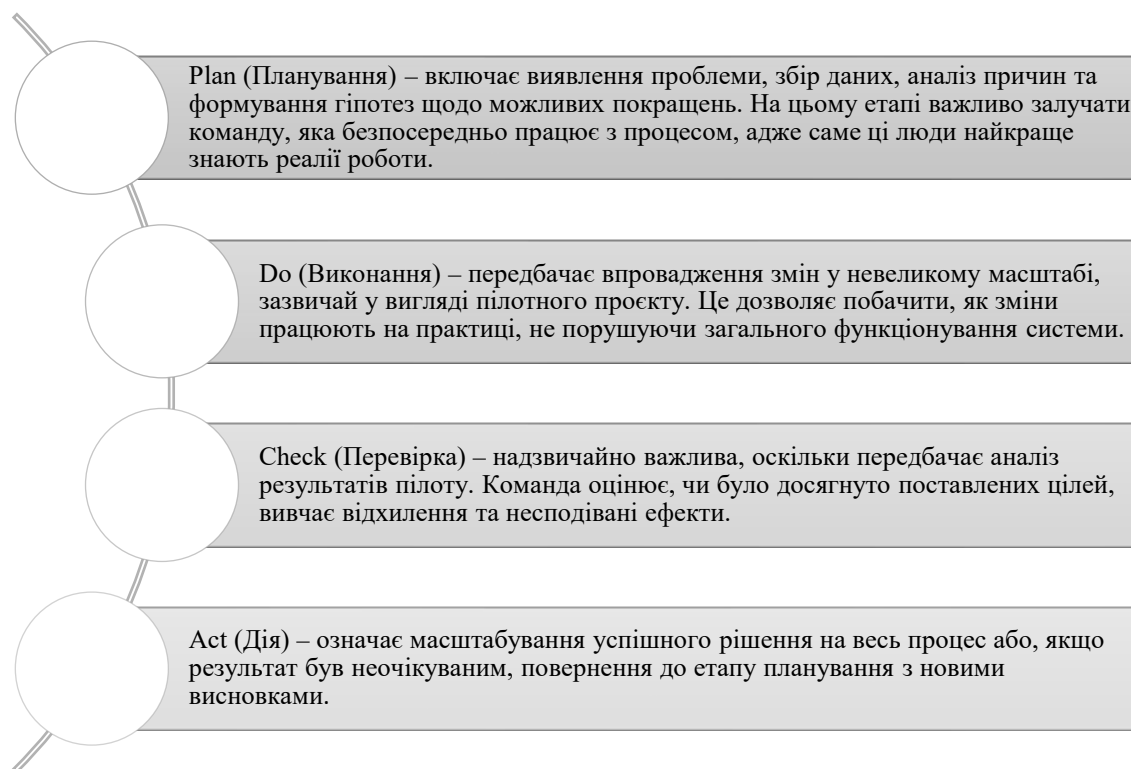 Plan (Планування) – включає виявлення проблеми, збір даних, аналіз причин та
формування гіпотез щодо можливих покращень. На цьому етапі важливо залучати
команду, яка безпосередньо працює з процесом, адже саме ці люди найкраще
знають реалії роботи.
Do (Виконання) – передбачає впровадження змін у невеликому масштабі,
зазвичай у вигляді пілотного проєкту. Це дозволяє побачити, як зміни
працюють на практиці, не порушуючи загального функціонування системи.
Check (Перевірка) – надзвичайно важлива, оскільки передбачає аналіз
результатів пілоту. Команда оцінює, чи було досягнуто поставлених цілей,
вивчає відхилення та несподівані ефекти.
Act (Дія) – означає масштабування успішного рішення на весь процес або, якщо
результат був неочікуваним, повернення до етапу планування з новими
висновками.